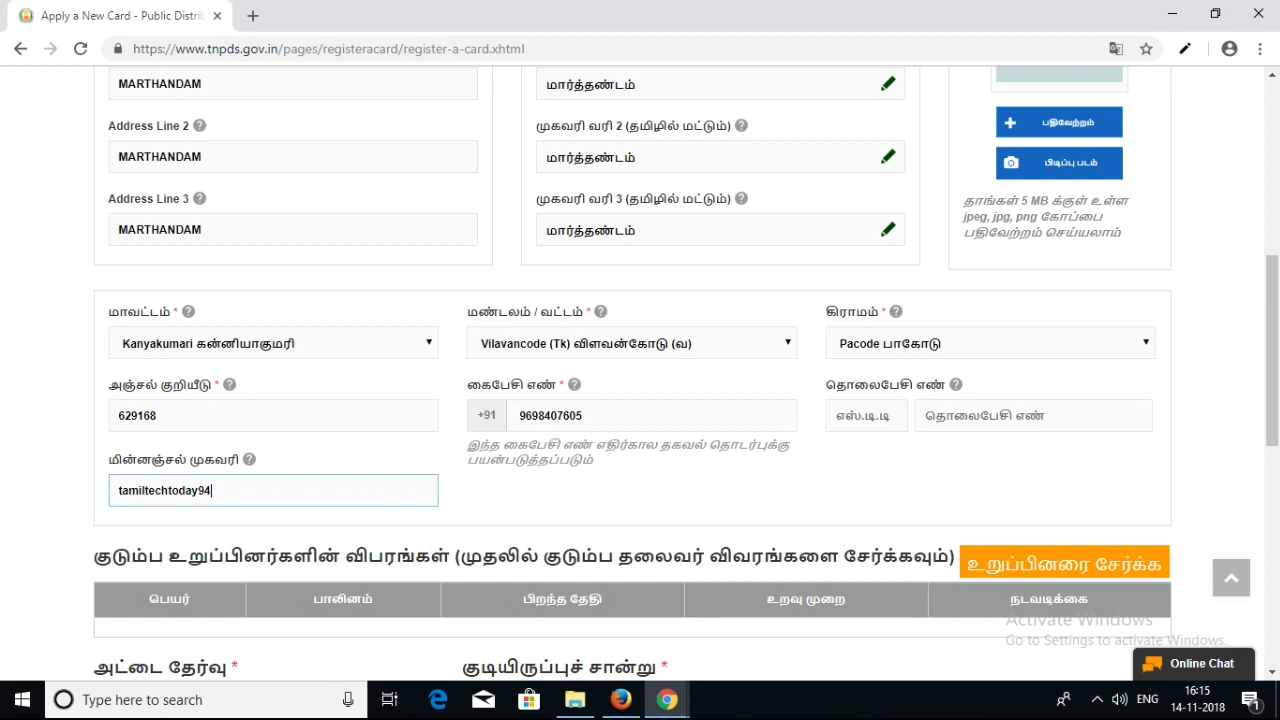 Apply a New Card - Public Distrib
https://www.tnpds.gov.in/pages/registeracard/register-a-card.xhtml
MARTHANDAM
மார்த்தண்டம்
Address Line 2
முகவரி வரி 2 (தமிழில் மட்டும்)
MARTHANDAM
மார்த்தண்டம்
Address Line 3
முகவரி வரி 3 (தமிழில் மட்டும்)
MARTHANDAM
மார்த்தண்டம்
பதிவேற்றம்
பிடிப்பு படம்
தாங்கள் 5 MB க்குள் உள்ள
jpeg, jpg, png கோப்பை
பதிவேற்றம் செய்யலாம்
மாவட்டம் *
மண்டலம் / வட்டம் *
கிராமம் *
Kanyakumari கன்னியாகுமரி
Vilavancode (Tk) விளவன்கோடு (வ)
Pacode பாகோடு
அஞ்சல் குறியீடு *
கைபேசி எண் *
தொலைபேசி எண்
629168
+91 9698407605
எஸ்.டி.டி தொலைபேசி எண்
இந்த கைபேசி எண் எதிர்கால தகவல் தொடர்புக்கு
பயன்படுத்தப்படும்
மின்னஞ்சல் முகவரி
tamiltechtoday94
குடும்ப உறுப்பினர்களின் விபரங்கள் (முதலில் குடும்ப தலைவர் விவரங்களை சேர்க்கவும்)
உறுப்பினரை சேர்க்க
பெயர் பாலினம் பிறந்த தேதி உறவு முறை நடவடிக்கை
Activate Windows
Go to Settings to activate Windows.
அட்டை தேர்வு *
குடியிருப்புச் சான்று *
Online Chat
Type here to search
ENG
16:15
14-11-2018
1